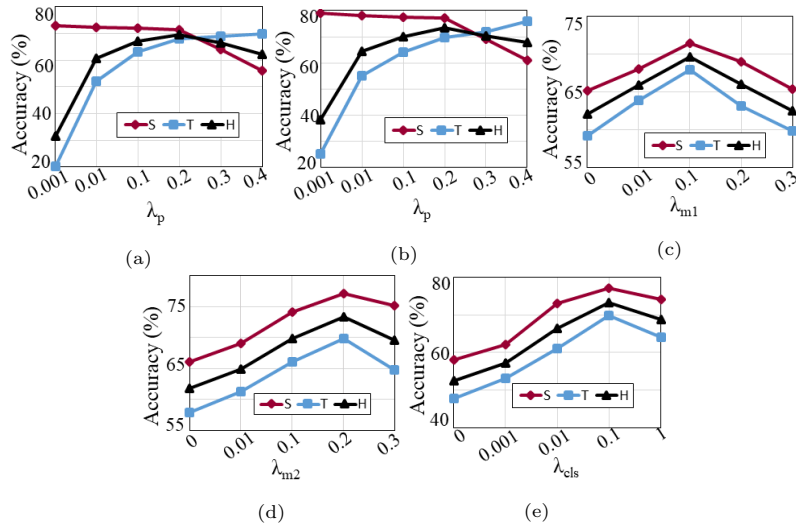 Accuracy (%)
80
60
40
20
S T H
0.001 0.01 0.1 0.2 0.3 0.4
λp
(a)
Accuracy (%)
80
60
40
20
S T H
0.001 0.01 0.1 0.2 0.3 0.4
λp
(b)
Accuracy (%)
75
65
55
S T H
0 0.01 0.1 0.2 0.3
λm1
(c)
Accuracy (%)
75
65
55
S T H
0 0.01 0.1 0.2 0.3
λm2
(d)
Accuracy (%)
80
60
40
S T H
0 0.001 0.01 0.1 1
λcls
(e)